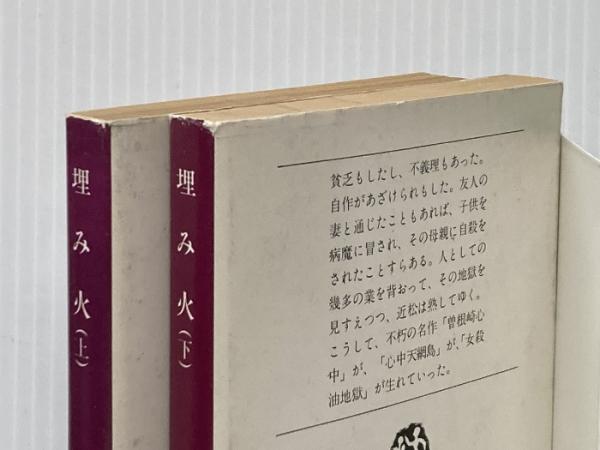 埋み火(上)
埋み火(下)
貧乏もしたし、不義理もあった。
自作があざけられもした。友人の
妻と通じたこともあれば、子供を
病魔に冒され、その母親に自殺を
されたことすらある。人としての
幾多の業を背おって、その地獄を
見すえつつ、近松は熟してゆく。
こうして、不朽の名作「曽根崎心
中」が、「心中天網島」が、「女殺
油地獄」が生れていった。